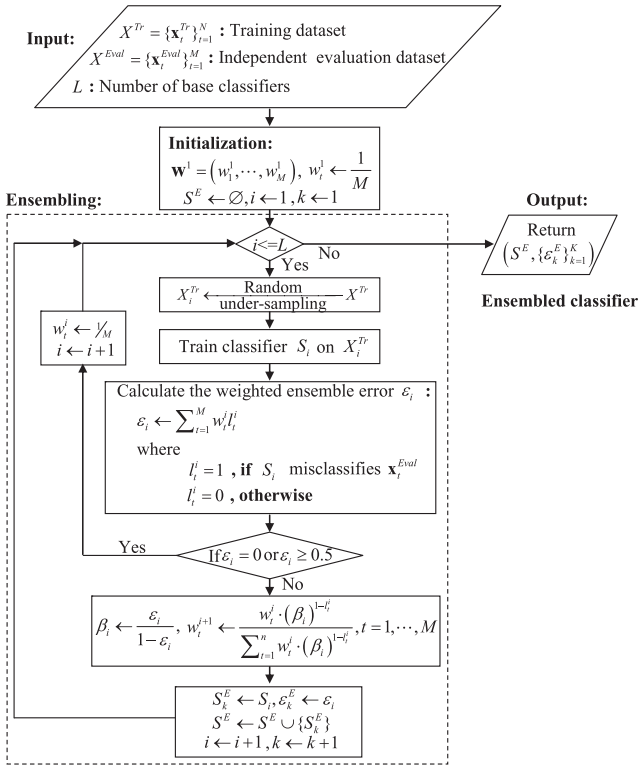 Input:
X^{Tr} = {x_t^{Tr}}_{t=1}^{N} : Training dataset
X^{Eval} = {x_t^{Eval}}_{t=1}^{M} : Independent evaluation dataset
L : Number of base classifiers
Initialization:
w^1 = (w_1^1, ⋯, w_M^1), w_t^1 ← 1/M
S^E ← ∅, i ← 1, k ← 1
Ensembling:
Output:
Return
(S^E, {ε_k^E}_{k=1}^{K})
Ensembled classifier
i<=L
No
Yes
X_i^{Tr} ← Random under-sampling X^{Tr}
w_t^i ← 1/M
i ← i+1
Train classifier S_i on X_i^{Tr}
Calculate the weighted ensemble error ε_i :
ε_i ← ∑_{t=1}^{M} w_t^i l_t^i
where
l_t^i = 1 , if S_i misclassifies x_t^{Eval}
l_t^i = 0 , otherwise
Yes
If ε_i = 0 or ε_i ≥ 0.5
No
β_i ← ε_i/(1−ε_i), w_t^{i+1} ← w_t^i·(β_i)^{1−l_t^i} / ∑_{t=1}^{n} w_t^i·(β_i)^{1−l_t^i}, t = 1, ⋯, M
S_k^E ← S_i, ε_k^E ← ε_i
S^E ← S^E ∪ {S_k^E}
i ← i+1, k ← k+1